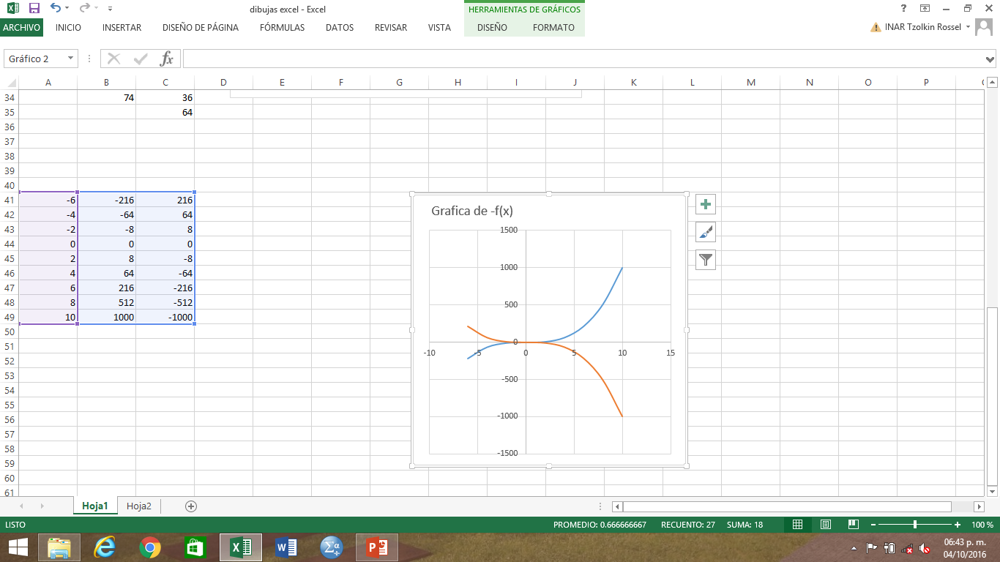 dibujas excel - Excel
HERRAMIENTAS DE GRÁFICOS
?
ARCHIVO INICIO INSERTAR DISEÑO DE PÁGINA FÓRMULAS DATOS REVISAR VISTA DISEÑO FORMATO
INAR Tzolkin Rossel
Gráfico 2
fx
A B C D E F G H I J K L M N O P
34 74 36
35 64
36
37
38
39
40
41 -6 -216 216
42 -4 -64 64
43 -2 -8 8
44 0 0 0
45 2 8 -8
46 4 64 -64
47 6 216 -216
48 8 512 -512
49 10 1000 -1000
50
51
52
53
54
55
56
57
58
59
60
61
Grafica de -f(x)
1500
1000
500
0
-10 -5 0 5 10 15
-500
-1000
-1500
Hoja1 Hoja2
LISTO
PROMEDIO: 0.666666667 RECUENTO: 27 SUMA: 18
100 %
06:43 p. m.
04/10/2016